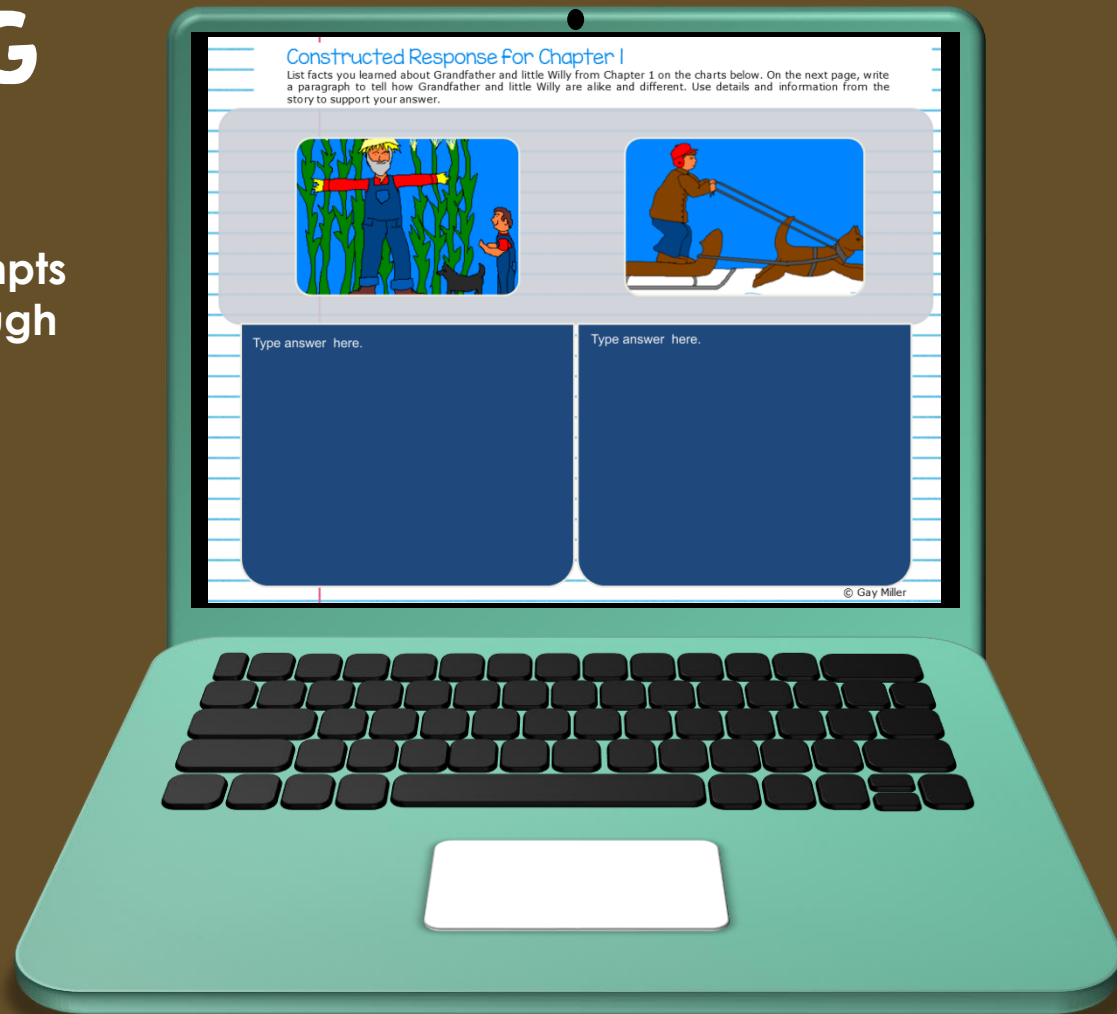 G
mpts
ugh
Constructed Response for Chapter 1
List facts you learned about Grandfather and little Willy from Chapter 1 on the charts below. On the next page, write
a paragraph to tell how Grandfather and little Willy are alike and different. Use details and information from the
story to support your answer.
Type answer here.
Type answer here.
© Gay Miller